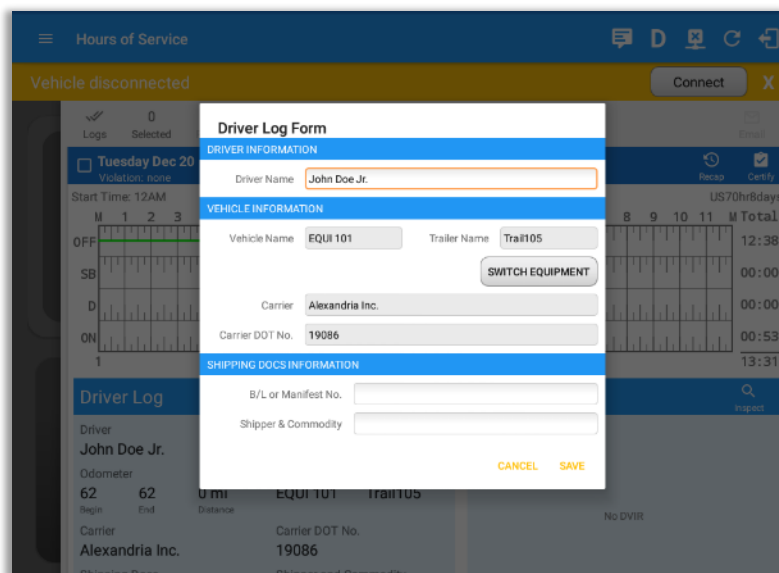 Hours of Service
D
Vehicle disconnected
Connect
X
0
Logs
Selected
Email
Tuesday Dec 20
Violation: none
Recap
Certify
Start Time: 12AM
US70hr8days
M 1 2 3
8 9 10 11 M Total
OFF
12:38
SB
00:00
D
00:00
ON
00:53
1
13:31
Driver Log Form
DRIVER INFORMATION
Driver Name
John Doe Jr.
VEHICLE INFORMATION
Vehicle Name
EQUI 101
Trailer Name
Trail105
SWITCH EQUIPMENT
Carrier
Alexandria Inc.
Carrier DOT No.
19086
SHIPPING DOCS INFORMATION
B/L or Manifest No.
Shipper & Commodity
CANCEL
SAVE
Driver Log
Inspect
Driver
John Doe Jr.
Odometer
62 62 0 mi EQUI 101 Trail105
Begin End Distance
No DVIR
Carrier
Carrier DOT No.
Alexandria Inc.
19086